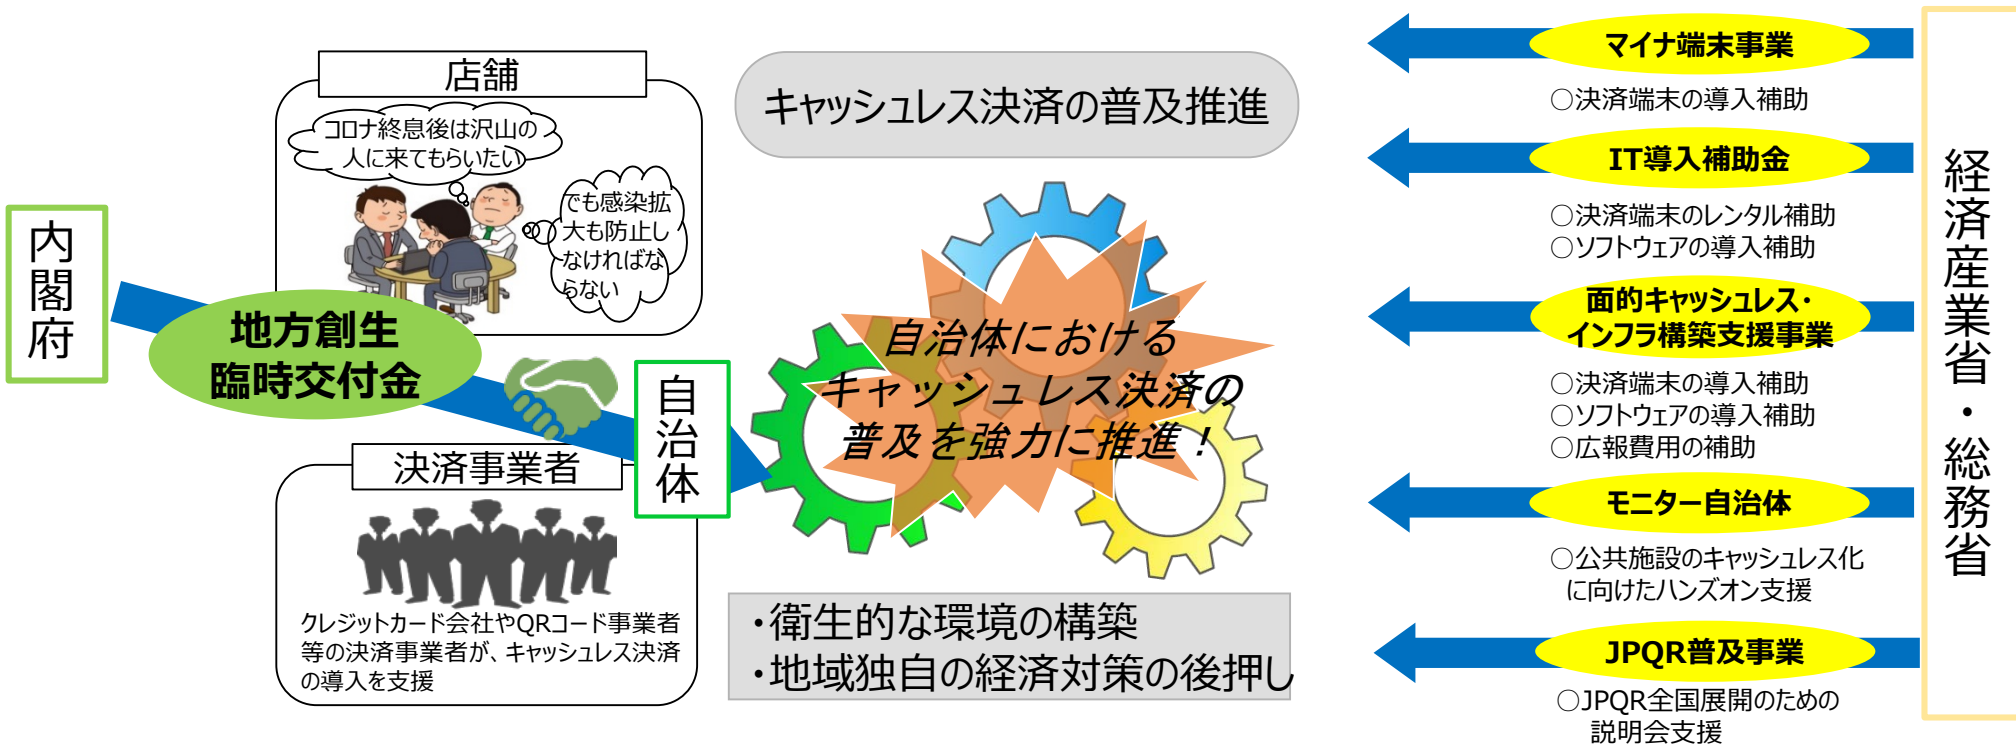 内閣府
地方創生
臨時交付金
店舗
コロナ終息後は沢山の
人に来てもらいたい
でも感染拡
大も防止し
なければな
らない
自治体
決済事業者
クレジットカード会社やQRコード事業者
等の決済事業者が、キャッシュレス決済
の導入を支援
キャッシュレス決済の普及推進
自治体における
キャッシュレス決済の
普及を強力に推進！
・衛生的な環境の構築
・地域独自の経済対策の後押し
マイナ端末事業
○決済端末の導入補助
IT導入補助金
○決済端末のレンタル補助
○ソフトウェアの導入補助
面的キャッシュレス・
インフラ構築支援事業
○決済端末の導入補助
○ソフトウェアの導入補助
○広報費用の補助
モニター自治体
○公共施設のキャッシュレス化
に向けたハンズオン支援
JPQR普及事業
○JPQR全国展開のための
説明会支援
経済産業省・総務省